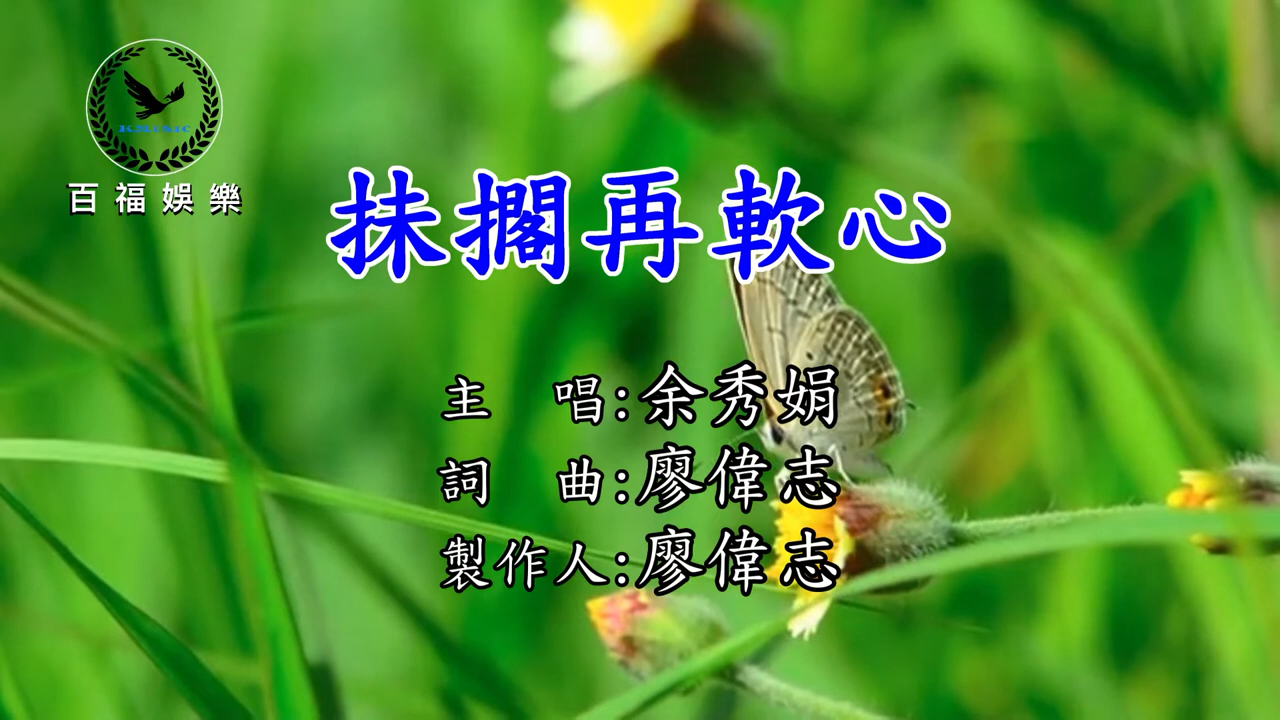 百福娛樂
抹擱再軟心
主 唱:余秀娟
詞 曲:廖偉志
製作人:廖偉志